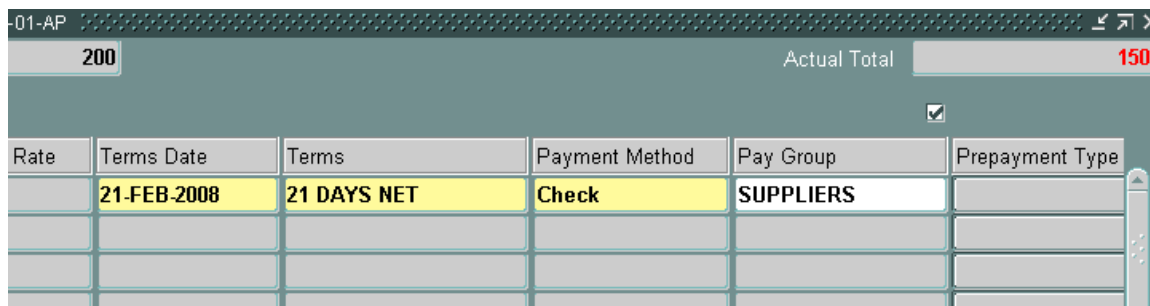 -01-AP
200 Actual Total 150
Rate Terms Date Terms Payment Method Pay Group Prepayment Type
21-FEB-2008 21 DAYS NET Check SUPPLIERS